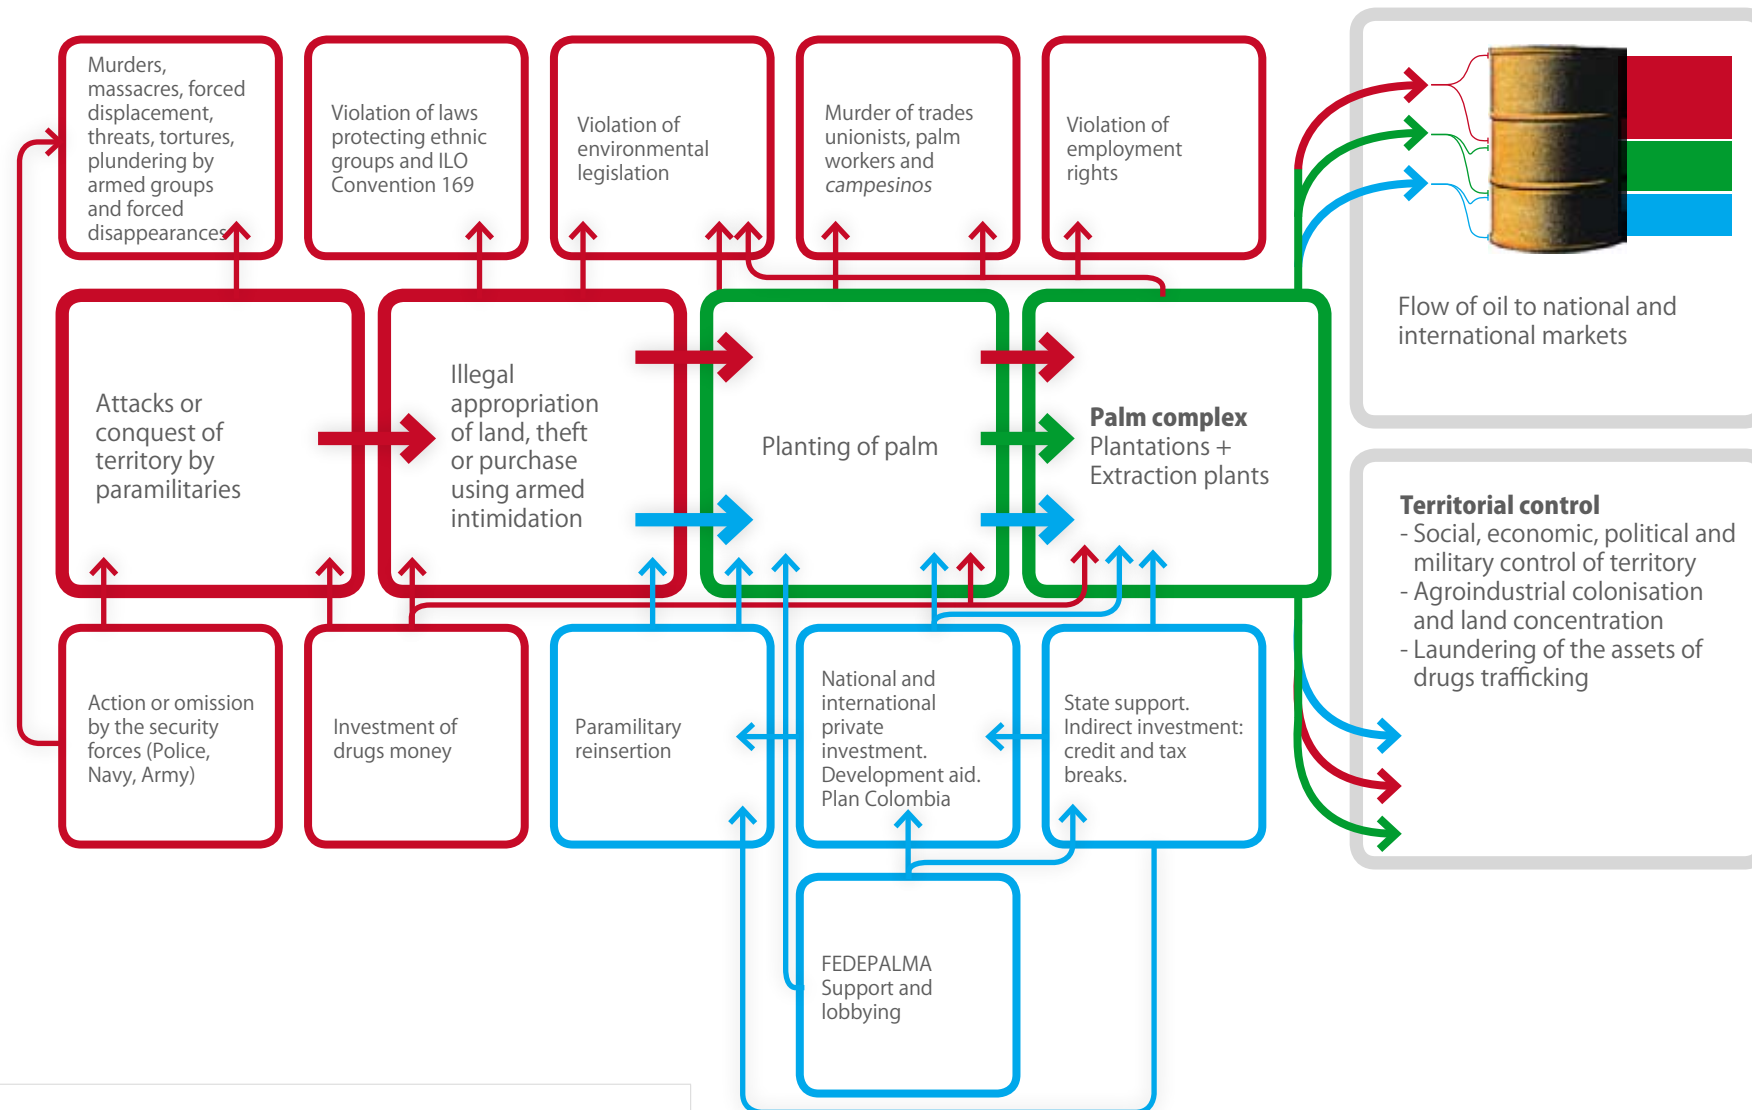 Murders,
massacres, forced
displacement,
threats, tortures,
plundering by
armed groups
and forced
disappearances
Violation of laws
protecting ethnic
groups and ILO
Convention 169
Violation of
environmental
legislation
Murder of trades
unionists, palm
workers and
campesinos
Violation of
employment
rights
Flow of oil to national and
international markets
Attacks or
conquest of
territory by
paramilitaries
Illegal
appropriation
of land, theft
or purchase
using armed
intimidation
Planting of palm
Palm complex
Plantations +
Extraction plants
Territorial control
- Social, economic, political and
military control of territory
- Agroindustrial colonisation
and land concentration
- Laundering of the assets of
drugs trafficking
Action or omission
by the security
forces (Police,
Navy, Army)
Investment of
drugs money
Paramilitary
reinsertion
National and
international
private
investment.
Development aid.
Plan Colombia
State support.
Indirect investment:
credit and tax
breaks.
FEDEPALMA
Support and
lobbying